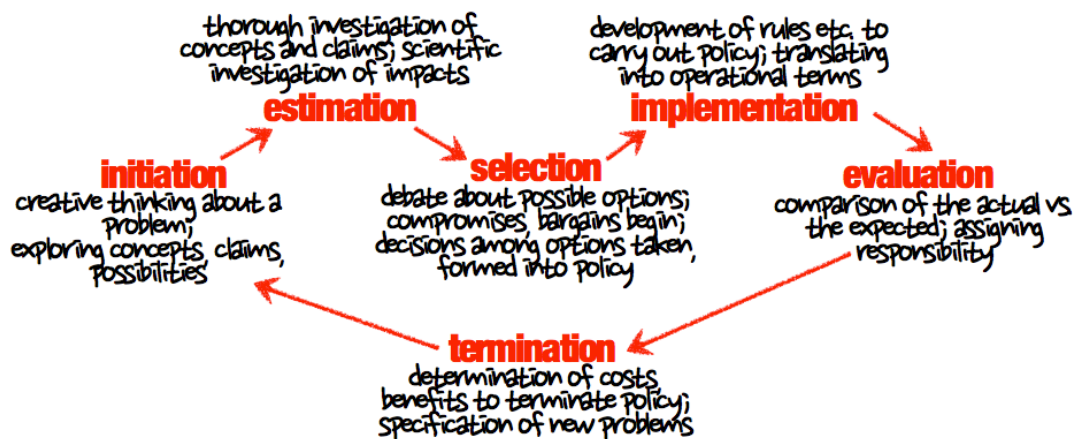 thorough investigation of
concepts and claims; scientific
investigation of impacts
estimation
development of rules etc. to
carry out policy; translating
into operational terms
implementation
initiation
creative thinking about a
problem;
exploring concepts, claims,
possibilities
selection
debate about possible options;
compromises, bargains begin;
decisions among options taken,
formed into policy
evaluation
comparison of the actual vs.
the expected; assigning
responsibility
termination
determination of costs,
benefits to terminate policy;
specification of new problems